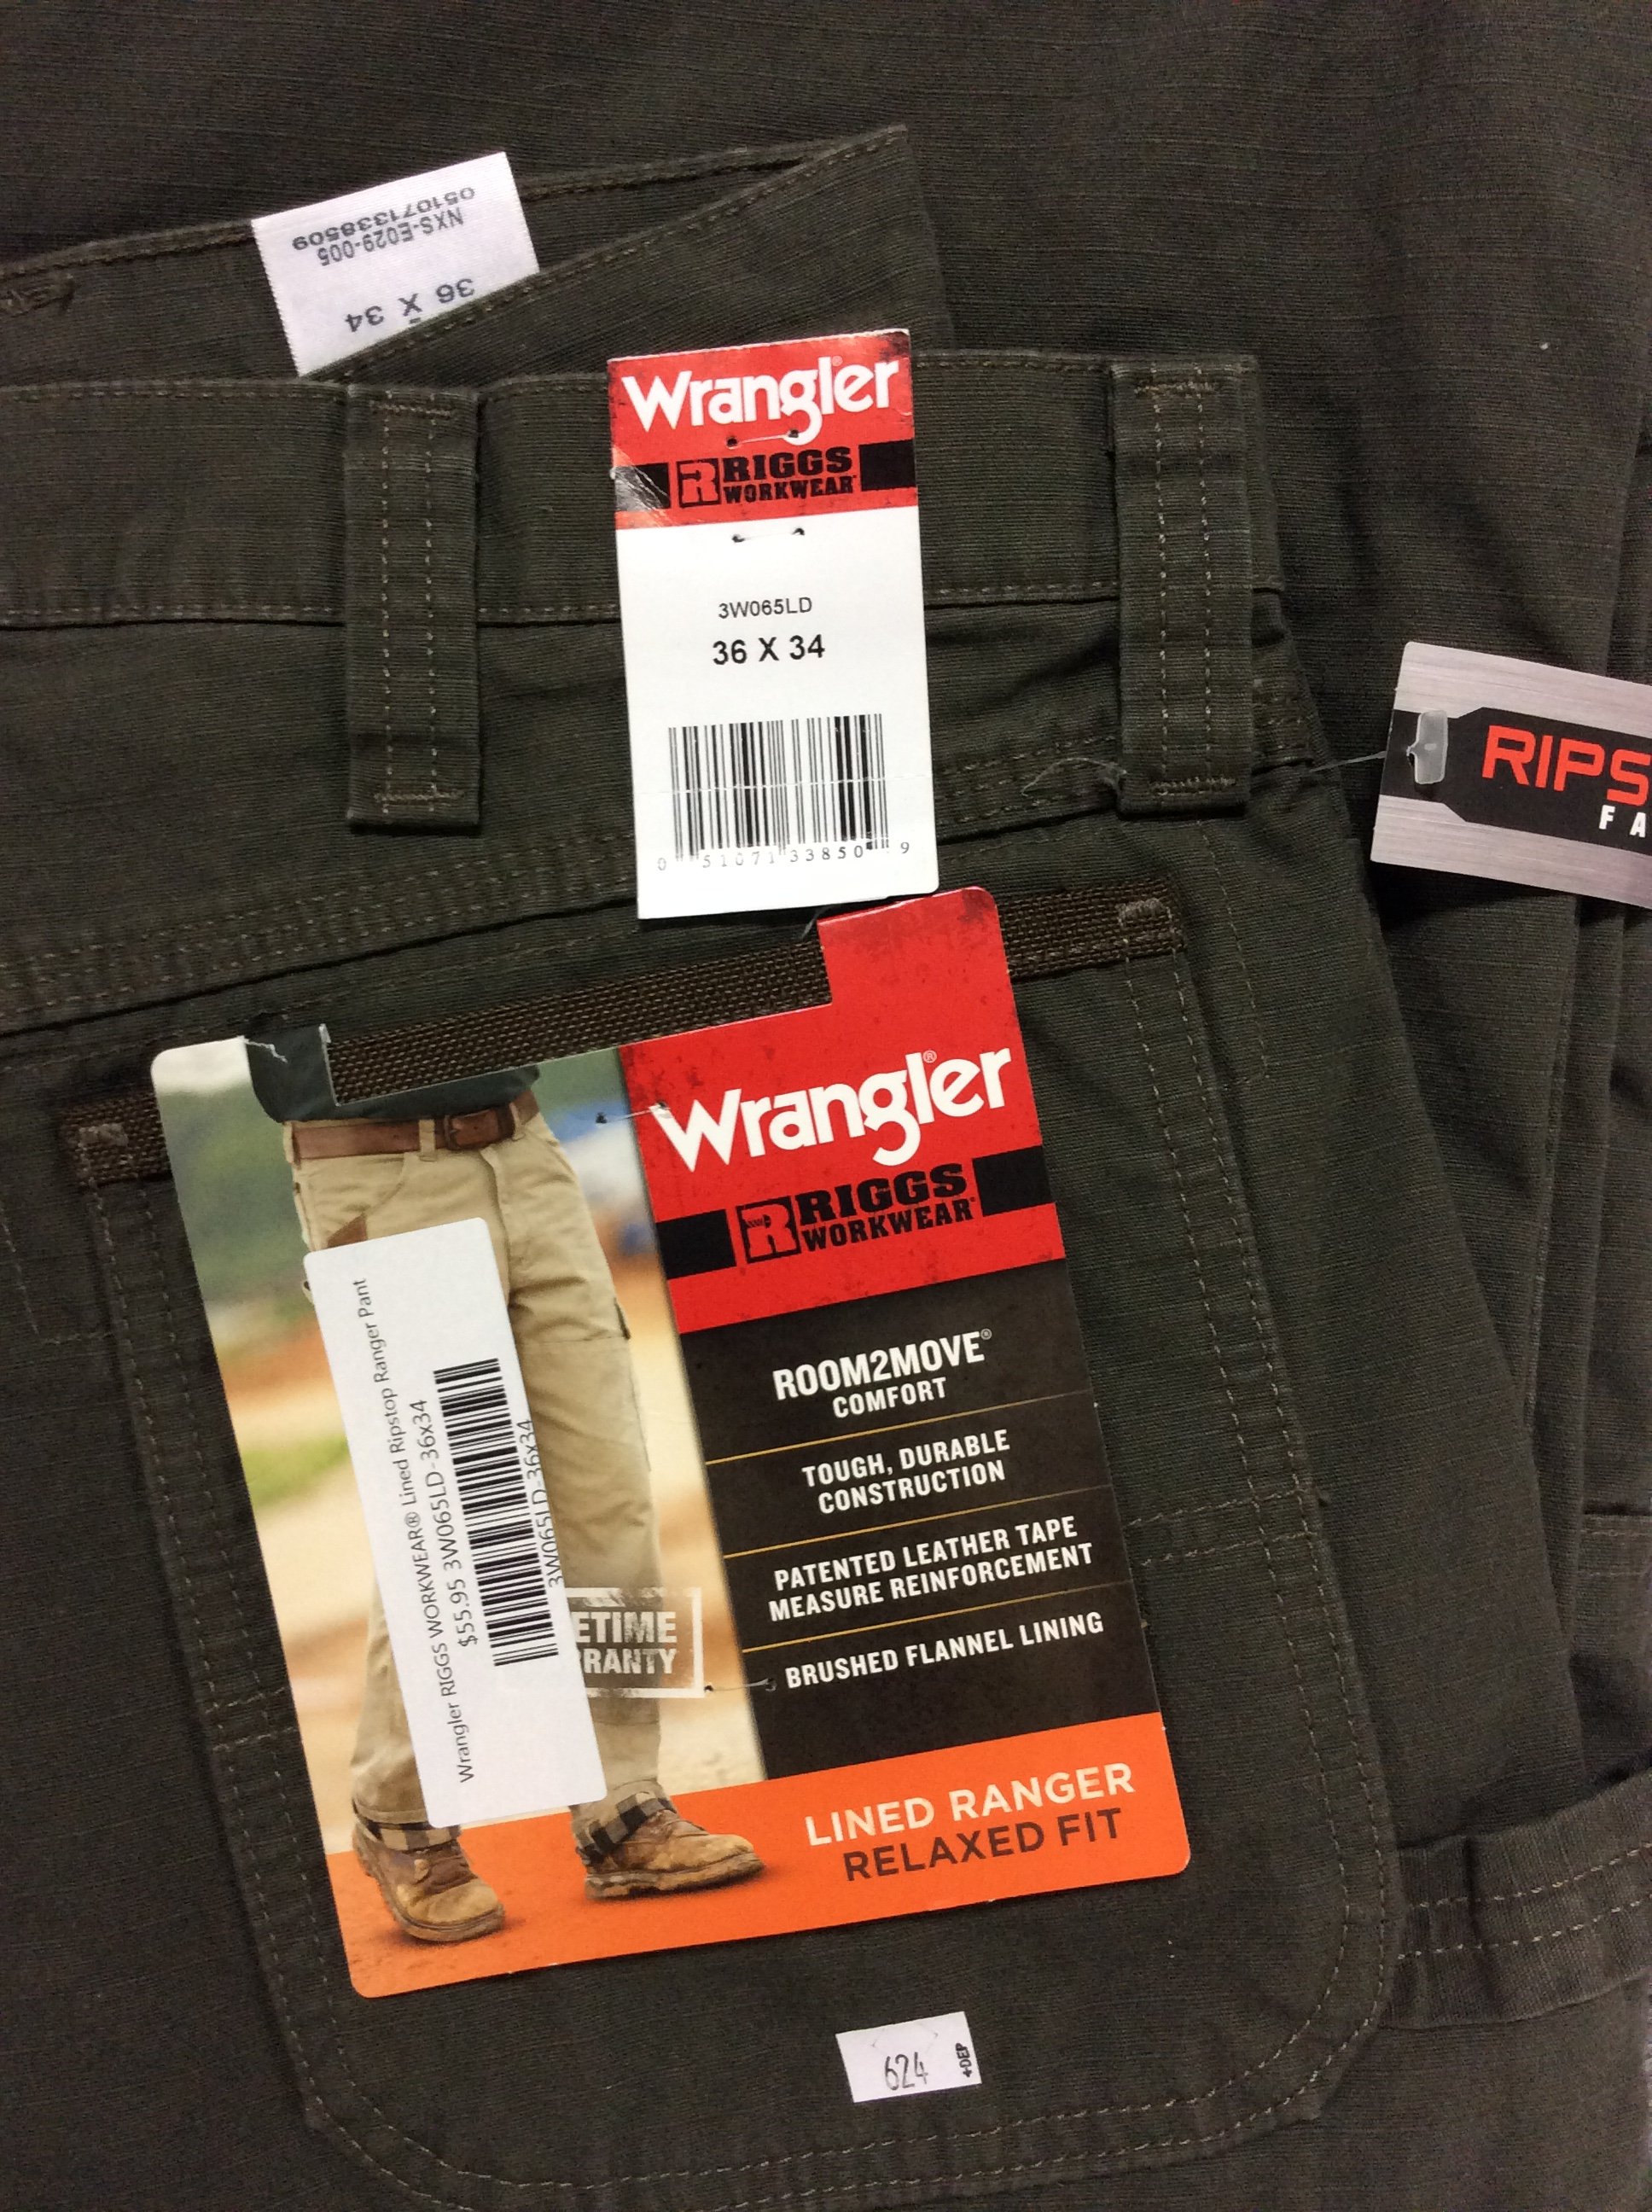 051071338509
NXS-E029-005
36 X 34
Wrangler®
R RIGGS
WORKWEAR
3W065LD
36 X 34
0 51071 33850 9
RIPS
FA
Wrangler®
R RIGGS
WORKWEAR
ROOM2MOVE®
COMFORT
TOUGH, DURABLE
CONSTRUCTION
PATENTED LEATHER TAPE
MEASURE REINFORCEMENT
BRUSHED FLANNEL LINING
LINED RANGER
RELAXED FIT
Wrangler RIGGS WORKWEAR® Lined Ripstop Ranger Pant
$55.95 3W065LD-36x34
3W065LD-36x34
ETIME
RRANTY
624
DEP